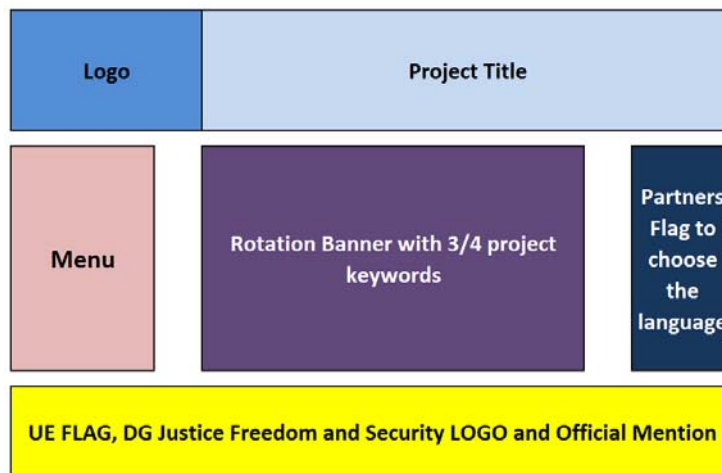 Logo
Project Title
Menu
Rotation Banner with 3/4 project
keywords
Partners
Flag to
choose
the
language
UE FLAG, DG Justice Freedom and Security LOGO and Official Mention